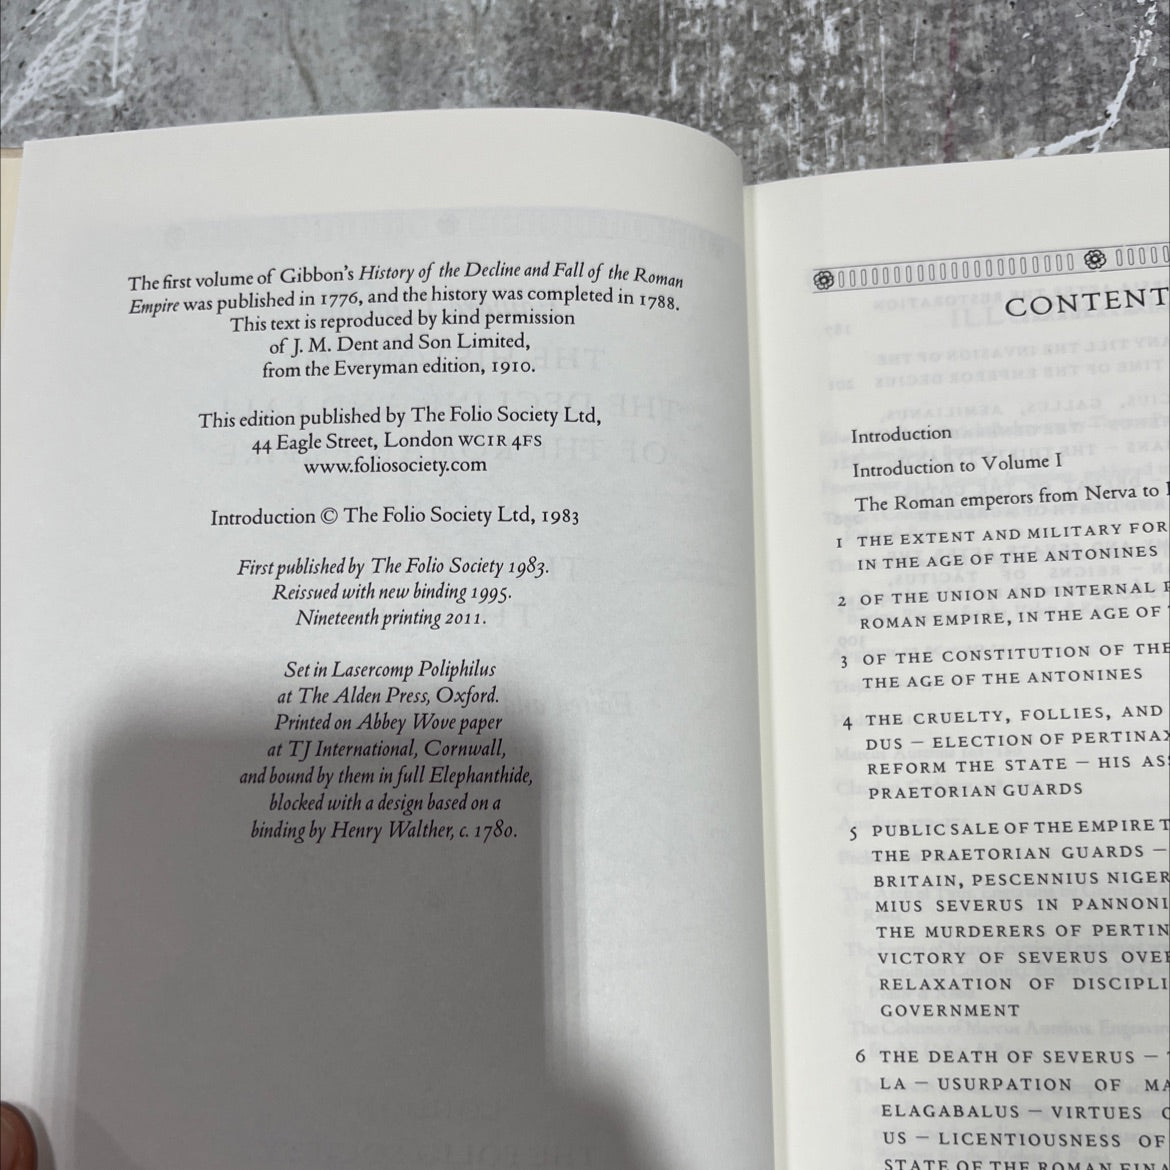 The first volume of Gibbon's History of the Decline and Fall of the Roman
Empire was published in 1776, and the history was completed in 1788.
This text is reproduced by kind permission
of J. M. Dent and Son Limited,
from the Everyman edition, 1910.
This edition published by The Folio Society Ltd,
44 Eagle Street, London WC1R 4FS
www.foliosociety.com
Introduction © The Folio Society Ltd, 1983
First published by The Folio Society 1983.
Reissued with new binding 1995.
Nineteenth printing 2011.
Set in Lasercomp Poliphilus
at The Alden Press, Oxford.
Printed on Abbey Wove paper
at TJ International, Cornwall,
and bound by them in full Elephanthide,
blocked with a design based on a
binding by Henry Walther, c. 1780.
CONTENT
Introduction
Introduction to Volume I
The Roman emperors from Nerva to
1 THE EXTENT AND MILITARY FOR
IN THE AGE OF THE ANTONINES
2 OF THE UNION AND INTERNAL
ROMAN EMPIRE, IN THE AGE OF
3 OF THE CONSTITUTION OF THE
THE AGE OF THE ANTONINES
4 THE CRUELTY, FOLLIES, AND
DUS – ELECTION OF PERTINAX
REFORM THE STATE – HIS ASS
PRAETORIAN GUARDS
5 PUBLIC SALE OF THE EMPIRE T
THE PRAETORIAN GUARDS –
BRITAIN, PESCENNIUS NIGER
MIUS SEVERUS IN PANNONI
THE MURDERERS OF PERTIN
VICTORY OF SEVERUS OVER
RELAXATION OF DISCIPLI
GOVERNMENT
6 THE DEATH OF SEVERUS –
LA – USURPATION OF MA
ELAGABALUS – VIRTUES
US – LICENTIOUSNESS OF
STATE OF THE ROMAN FINA